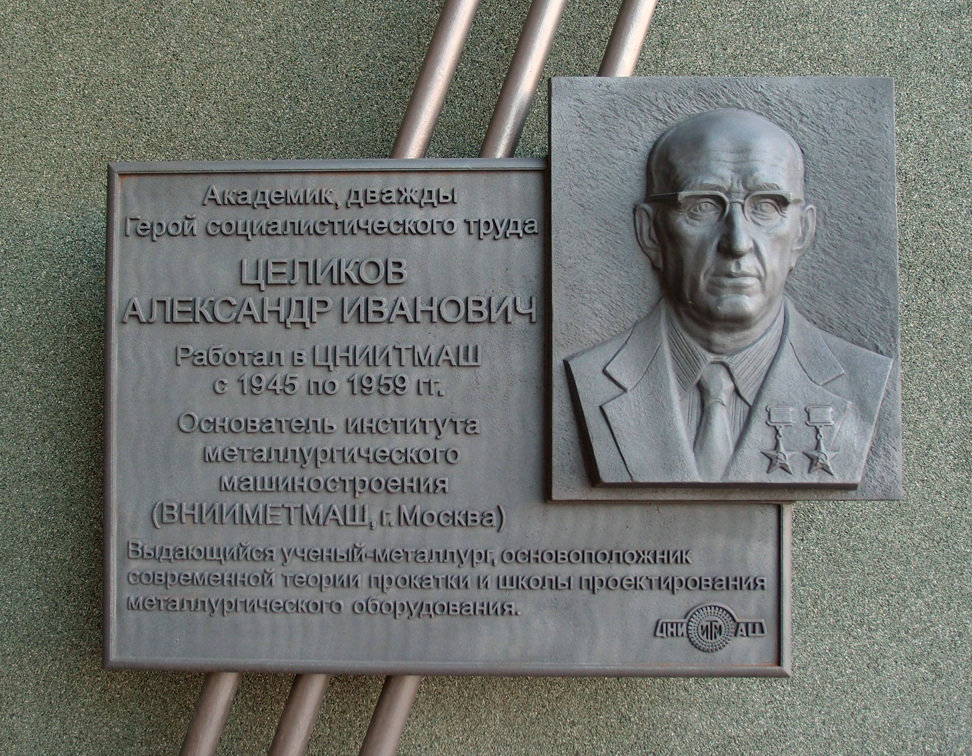 Академик, дважды
Герой социалистического труда
ЦЕЛИКОВ
АЛЕКСАНДР ИВАНОВИЧ
Работал в ЦНИИТМАШ
с 1945 по 1959 гг.
Основатель института
металлургического
машиностроения
(ВНИИМЕТМАШ, г. Москва)
Выдающийся ученый-металлург, основоположник
современной теории прокатки и школы проектирования
металлургического оборудования.
ЦНИИТМАШ